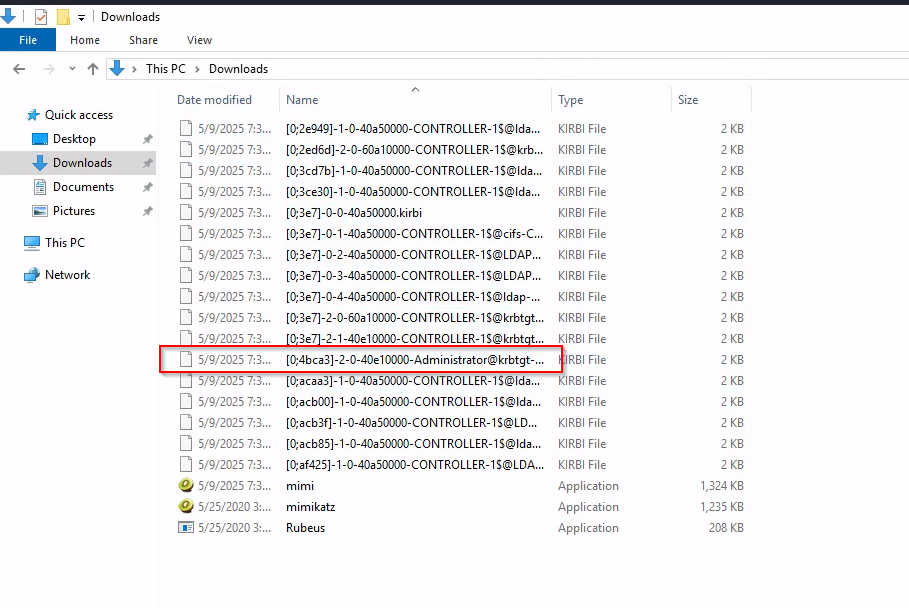 Downloads
File Home Share View
This PC Downloads
Date modified Name Type Size
Quick access
Desktop
Downloads
Documents
Pictures
This PC
Network
5/9/2025 7:3... [0;2e949]-1-0-40a50000-CONTROLLER-1$@lda... KIRBI File 2 KB
5/9/2025 7:3... [0;2ed6d]-2-0-60a10000-CONTROLLER-1$@krb... KIRBI File 2 KB
5/9/2025 7:3... [0;3cd7b]-1-0-40a50000-CONTROLLER-1$@lda... KIRBI File 2 KB
5/9/2025 7:3... [0;3ce30]-1-0-40a50000-CONTROLLER-1$@lda... KIRBI File 2 KB
5/9/2025 7:3... [0;3e7]-0-0-40a50000.kirbi KIRBI File 2 KB
5/9/2025 7:3... [0;3e7]-0-1-40a50000-CONTROLLER-1$@cifs-C... KIRBI File 2 KB
5/9/2025 7:3... [0;3e7]-0-2-40a50000-CONTROLLER-1$@LDAP... KIRBI File 2 KB
5/9/2025 7:3... [0;3e7]-0-3-40a50000-CONTROLLER-1$@LDAP... KIRBI File 2 KB
5/9/2025 7:3... [0;3e7]-0-4-40a50000-CONTROLLER-1$@ldap-... KIRBI File 2 KB
5/9/2025 7:3... [0;3e7]-2-0-60a10000-CONTROLLER-1$@krbtgt... KIRBI File 2 KB
5/9/2025 7:3... [0;3e7]-2-1-40e10000-CONTROLLER-1$@krbtgt... KIRBI File 2 KB
5/9/2025 7:3... [0;4bca3]-2-0-40e10000-Administrator@krbtgt-... KIRBI File 2 KB
5/9/2025 7:3... [0;acaa3]-1-0-40a50000-CONTROLLER-1$@lda... KIRBI File 2 KB
5/9/2025 7:3... [0;acb00]-1-0-40a50000-CONTROLLER-1$@lda... KIRBI File 2 KB
5/9/2025 7:3... [0;acb3f]-1-0-40a50000-CONTROLLER-1$@LD... KIRBI File 2 KB
5/9/2025 7:3... [0;acb85]-1-0-40a50000-CONTROLLER-1$@lda... KIRBI File 2 KB
5/9/2025 7:3... [0;af425]-1-0-40a50000-CONTROLLER-1$@LDA... KIRBI File 2 KB
5/9/2025 7:3... mimi Application 1,324 KB
5/25/2020 3:... mimikatz Application 1,235 KB
5/25/2020 3:... Rubeus Application 208 KB